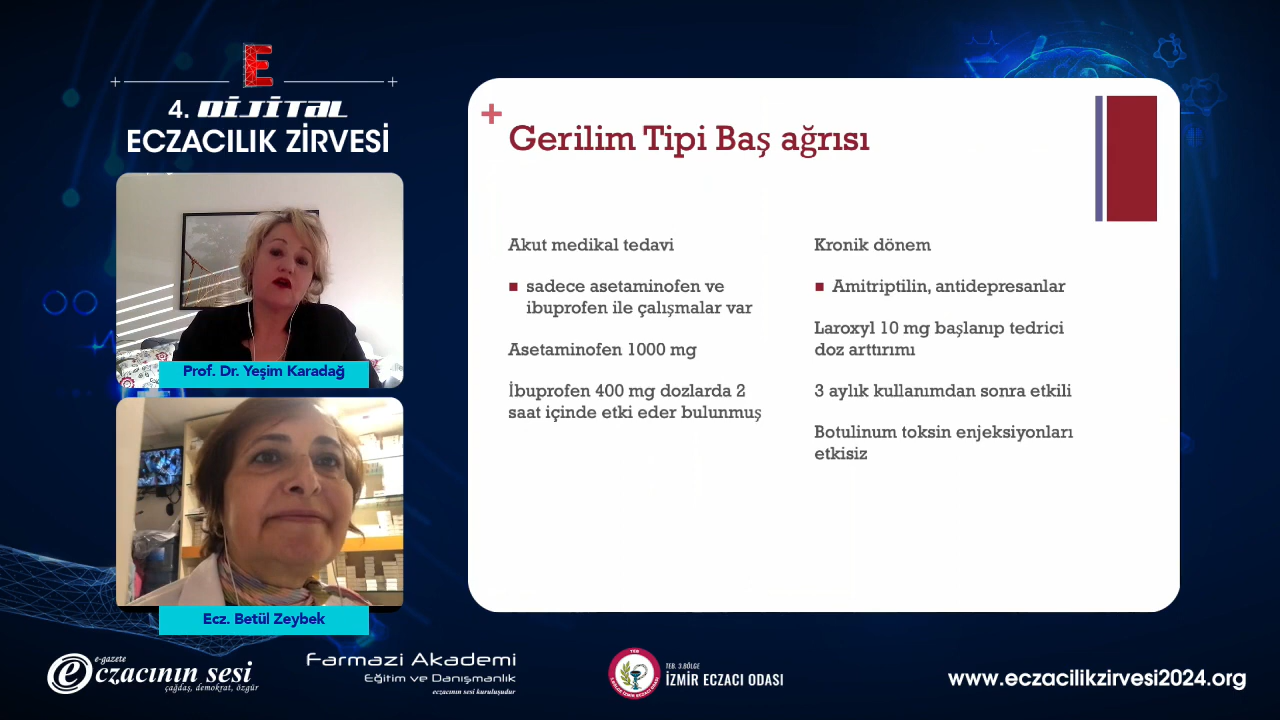 E
4. DİJİTAL
ECZACILIK ZİRVESİ
Prof. Dr. Yeşim Karadağ
Ecz. Betül Zeybek
Gerilim Tipi Baş ağrısı
Akut medikal tedavi
sadece asetaminofen ve
ibuprofen ile çalışmalar var
Asetaminofen 1000 mg
İbuprofen 400 mg dozlarda 2
saat içinde etki eder bulunmuş
Kronik dönem
Amitriptilin, antidepresanlar
Laroxyl 10 mg başlanıp tedrici
doz arttırımı
3 aylık kullanımdan sonra etkili
Botulinum toksin enjeksiyonları
etkisiz
e-gazete
eczacının sesi
çağdaş, demokrat, özgür
Farmazi Akademi
Eğitim ve Danışmanlık
eczacının sesi kuruluşudur
TEB. 3.BÖLGE
İZMİR ECZACI ODASI
www.eczacilikzirvesi2024.org